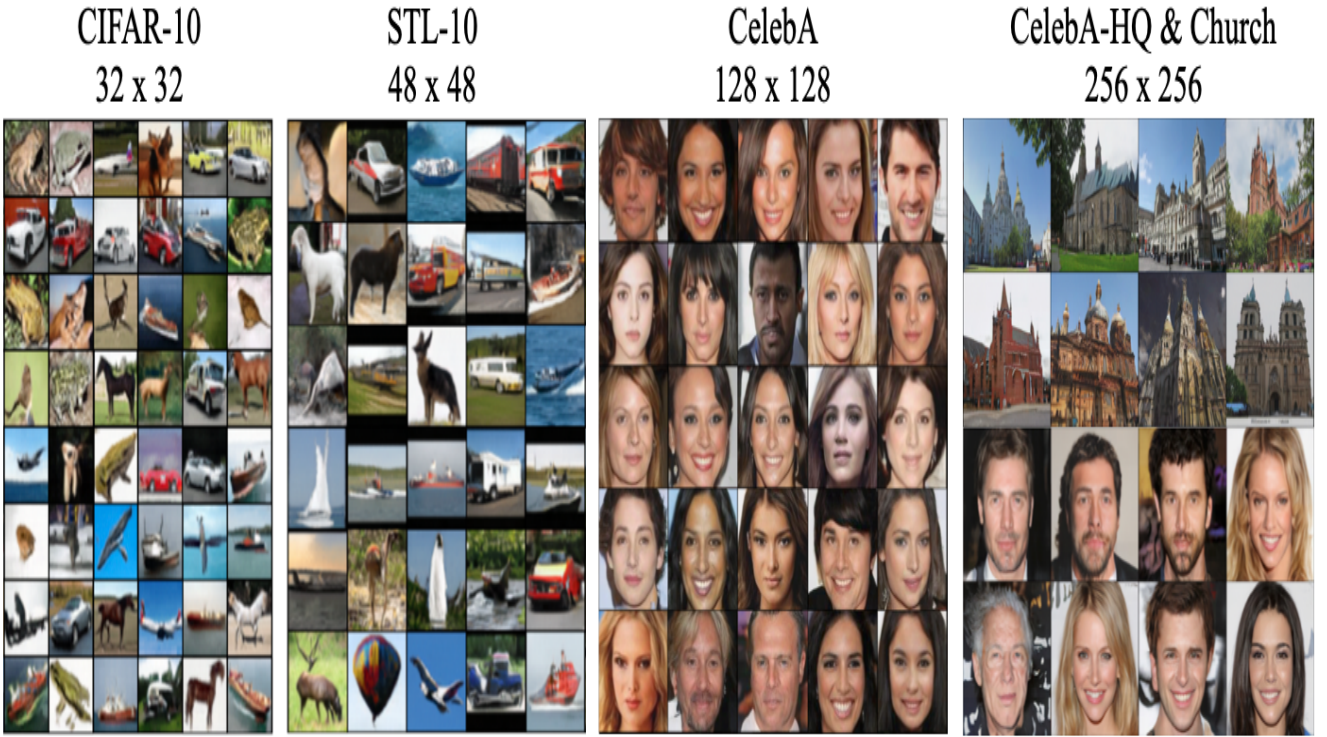 CIFAR-10
32 x 32
STL-10
48 x 48
CelebA
128 x 128
CelebA-HQ & Church
256 x 256